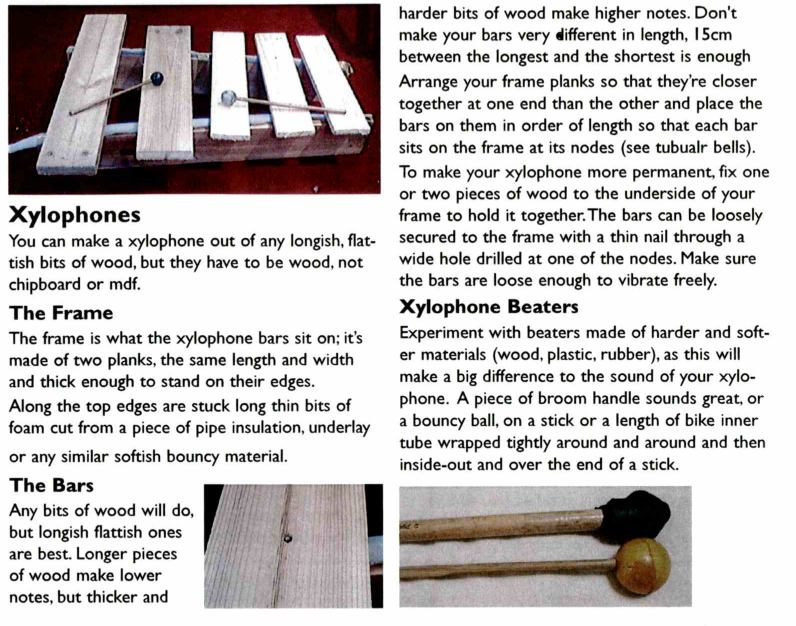 Xylophones
You can make a xylophone out of any longish, flat-
tish bits of wood, but they have to be wood, not
chipboard or mdf.
The Frame
The frame is what the xylophone bars sit on; it's
made of two planks, the same length and width
and thick enough to stand on their edges.
Along the top edges are stuck long thin bits of
foam cut from a piece of pipe insulation, underlay
or any similar softish bouncy material.
The Bars
Any bits of wood will do,
but longish flattish ones
are best. Longer pieces
of wood make lower
notes, but thicker and
harder bits of wood make higher notes. Don't
make your bars very different in length, 15cm
between the longest and the shortest is enough
Arrange your frame planks so that they're closer
together at one end than the other and place the
bars on them in order of length so that each bar
sits on the frame at its nodes (see tubualr bells).
To make your xylophone more permanent, fix one
or two pieces of wood to the underside of your
frame to hold it together. The bars can be loosely
secured to the frame with a thin nail through a
wide hole drilled at one of the nodes. Make sure
the bars are loose enough to vibrate freely.
Xylophone Beaters
Experiment with beaters made of harder and soft-
er materials (wood, plastic, rubber), as this will
make a big difference to the sound of your xylo-
phone. A piece of broom handle sounds great, or
a bouncy ball, on a stick or a length of bike inner
tube wrapped tightly around and around and then
inside-out and over the end of a stick.